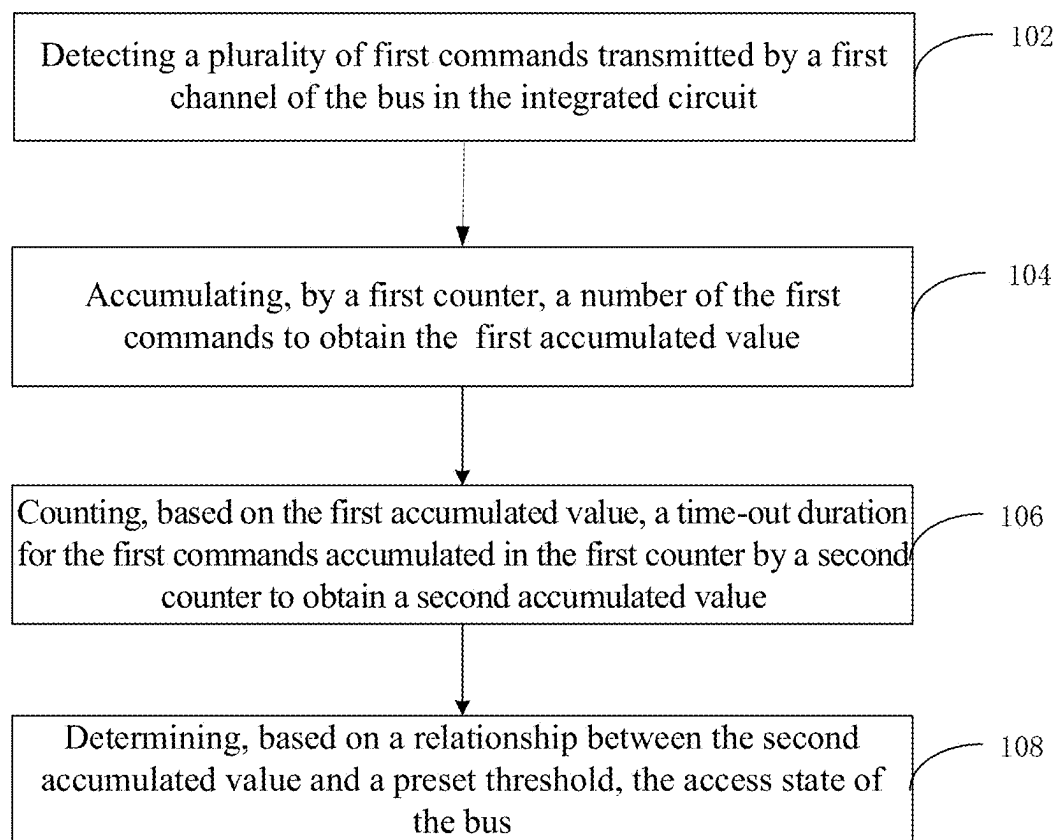 Detecting a plurality of first commands transmitted by a first
channel of the bus in the integrated circuit
102
Accumulating, by a first counter, a number of the first
commands to obtain the first accumulated value
104
Counting, based on the first accumulated value, a time-out duration
for the first commands accumulated in the first counter by a second
counter to obtain a second accumulated value
106
Determining, based on a relationship between the second
accumulated value and a preset threshold, the access state of
the bus
108